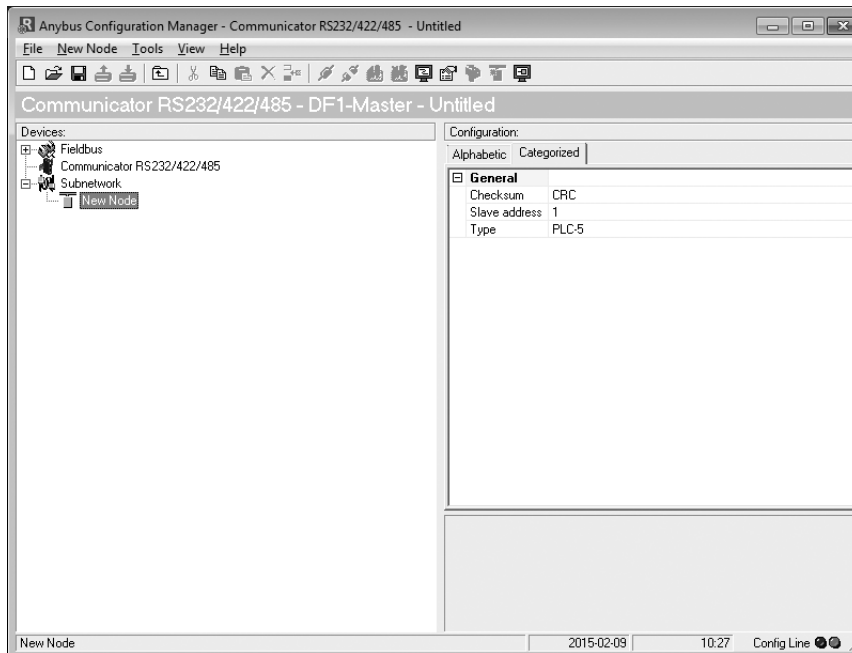 Anybus Configuration Manager - Communicator RS232/422/485 - Untitled
File New Node Tools View Help
Communicator RS232/422/485 - DF1-Master - Untitled
Devices:
Fieldbus
Communicator RS232/422/485
Subnetwork
New Node
Configuration:
Alphabetic Categorized
General
Checksum CRC
Slave address 1
Type PLC-5
New Node 2015-02-09 10:27 Config Line